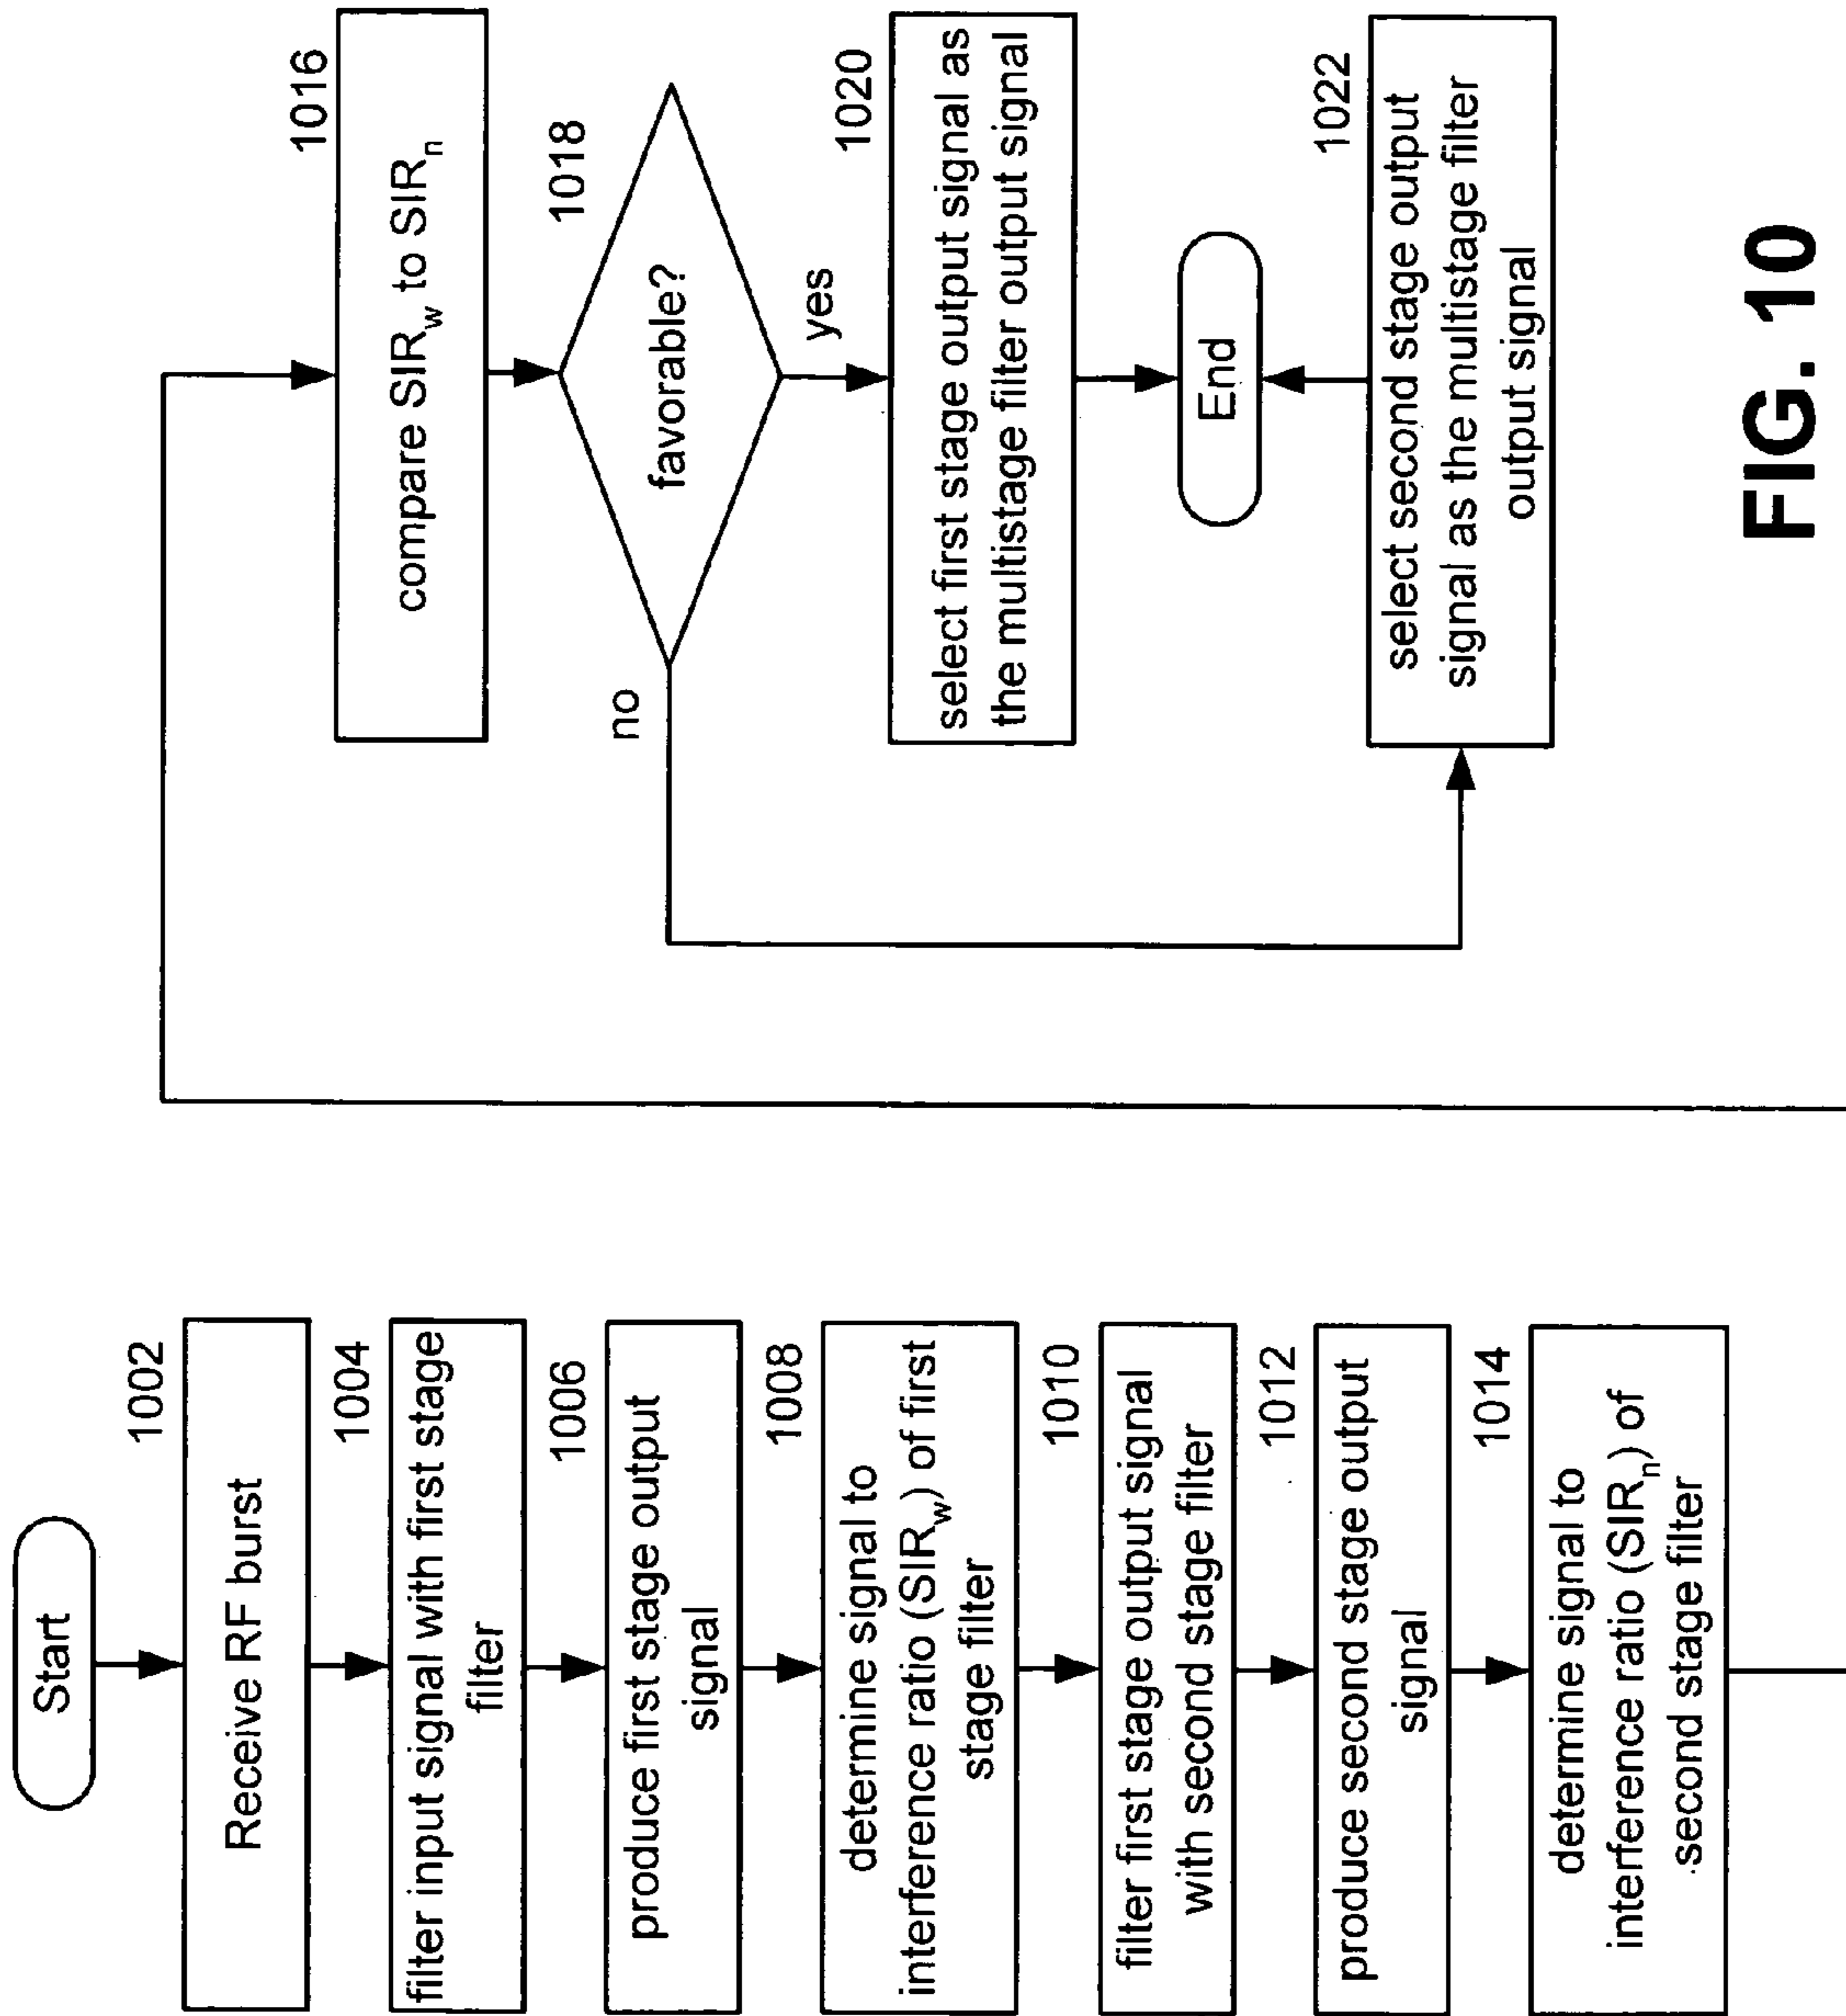 Start
1002
Receive RF burst
1004
filter input signal with first stage
filter
1006
produce first stage output
signal
1008
determine signal to
interference ratio (SIRw) of first
stage filter
1010
filter first stage output signal
with second stage filter
1012
produce second stage output
signal
1014
determine signal to
interference ratio (SIRn) of
second stage filter
1016
compare SIRw to SIRn
1018
favorable?
no
yes
1020
select first stage output signal as
the multistage filter output signal
End
1022
select second stage output
signal as the multistage filter
output signal
FIG. 10